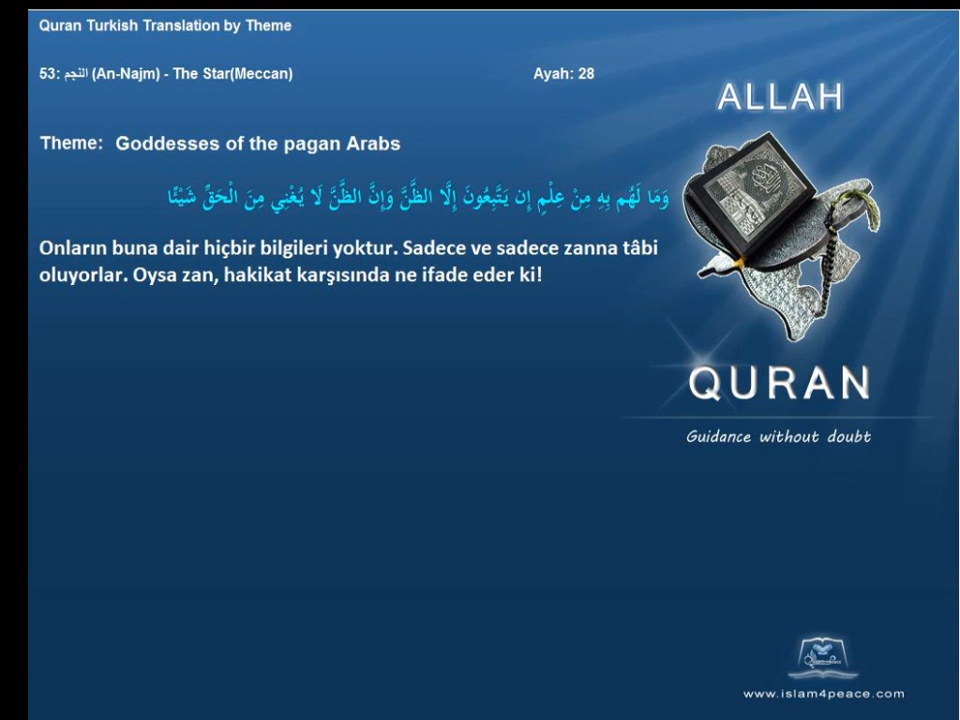 Quran Turkish Translation by Theme
53: النجم (An-Najm) - The Star(Meccan)
Ayah: 28
Theme: Goddesses of the pagan Arabs
وَمَا لَهُم بِهِ مِنْ عِلْمٍ إِن يَتَّبِعُونَ إِلَّا الظَّنَّ وَإِنَّ الظَّنَّ لَا يُغْنِي مِنَ الْحَقِّ شَيْئًا
Onların buna dair hiçbir bilgileri yoktur. Sadece ve sadece zanna tâbi
oluyorlar. Oysa zan, hakikat karşısında ne ifade eder ki!
ALLAH
QURAN
Guidance without doubt
www.islam4peace.com